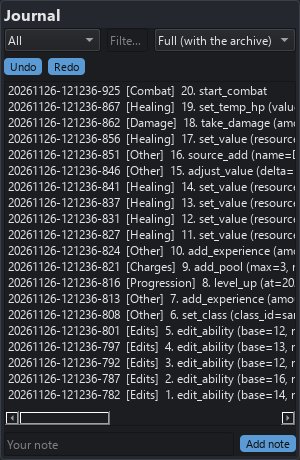 Journal
All Filte... Full (with the archive)
Undo Redo
20261126-121236-925 [Combat] 20. start_combat
20261126-121236-867 [Healing] 19. set_temp_hp (valu
20261126-121236-862 [Damage] 18. take_damage (amo
20261126-121236-856 [Healing] 17. set_value (resourc
20261126-121236-851 [Other] 16. source_add (name=D
20261126-121236-846 [Other] 15. adjust_value (delta=
20261126-121236-841 [Healing] 14. set_value (resourc
20261126-121236-837 [Healing] 13. set_value (resourc
20261126-121236-831 [Healing] 12. set_value (resourc
20261126-121236-827 [Healing] 11. set_value (resourc
20261126-121236-824 [Other] 10. add_experience (amo
20261126-121236-821 [Charges] 9. add_pool (max=3, r
20261126-121236-816 [Progression] 8. level_up (at=20
20261126-121236-813 [Other] 7. add_experience (amou
20261126-121236-808 [Other] 6. set_class (class_id=sar
20261126-121236-801 [Edits] 5. edit_ability (base=12, n
20261126-121236-797 [Edits] 4. edit_ability (base=13, n
20261126-121236-792 [Edits] 3. edit_ability (base=12, n
20261126-121236-787 [Edits] 2. edit_ability (base=16, n
20261126-121236-782 [Edits] 1. edit_ability (base=14, n
Your note Add note